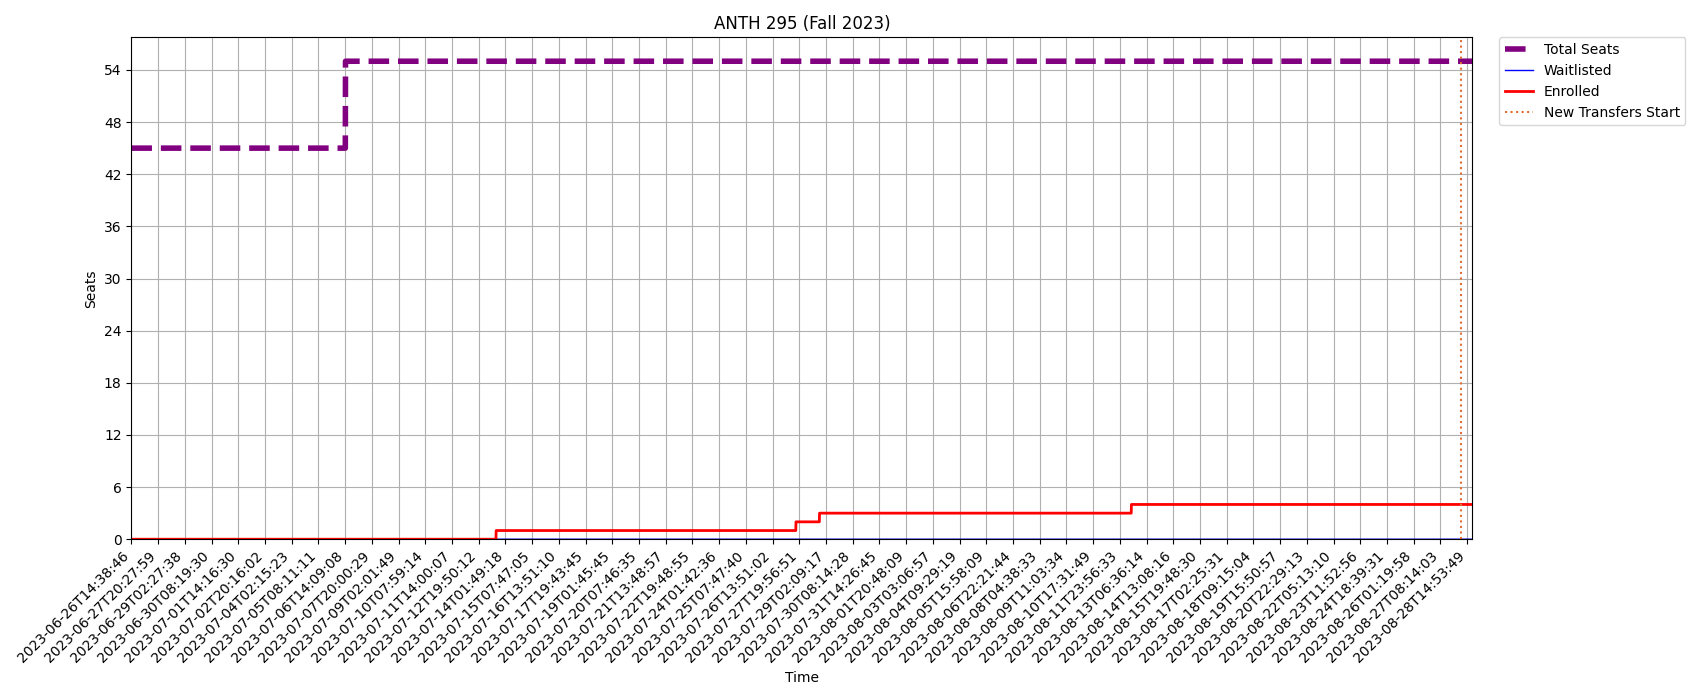 ANTH 295 (Fall 2023)
Total Seats
Waitlisted
Enrolled
New Transfers Start
Seats
54
48
42
36
30
24
18
12
6
0
2023-06-26T14:38:46
2023-06-27T20:27:59
2023-06-29T02:27:38
2023-06-30T08:19:30
2023-07-01T14:16:30
2023-07-02T20:16:02
2023-07-04T02:15:23
2023-07-05T08:11:11
2023-07-06T14:09:08
2023-07-07T20:00:29
2023-07-09T02:01:49
2023-07-10T07:59:14
2023-07-11T14:00:07
2023-07-12T19:50:12
2023-07-14T01:49:18
2023-07-15T07:47:05
2023-07-16T13:51:10
2023-07-17T19:43:45
2023-07-19T01:45:45
2023-07-20T07:46:35
2023-07-21T13:48:57
2023-07-22T19:48:55
2023-07-24T01:42:36
2023-07-25T07:47:40
2023-07-26T13:51:02
2023-07-27T19:56:51
2023-07-29T02:09:17
2023-07-30T08:14:28
2023-07-31T14:26:45
2023-08-01T20:48:09
2023-08-03T03:06:57
2023-08-04T09:29:19
2023-08-05T15:58:09
2023-08-06T22:21:44
2023-08-08T04:38:33
2023-08-09T11:03:34
2023-08-10T17:31:49
2023-08-11T23:56:33
2023-08-13T06:36:14
2023-08-14T13:08:16
2023-08-15T19:48:30
2023-08-17T02:25:31
2023-08-18T09:15:04
2023-08-19T15:50:57
2023-08-20T22:29:13
2023-08-22T05:13:10
2023-08-23T11:52:56
2023-08-24T18:39:31
2023-08-26T01:19:58
2023-08-27T08:14:03
2023-08-28T14:53:49
Time